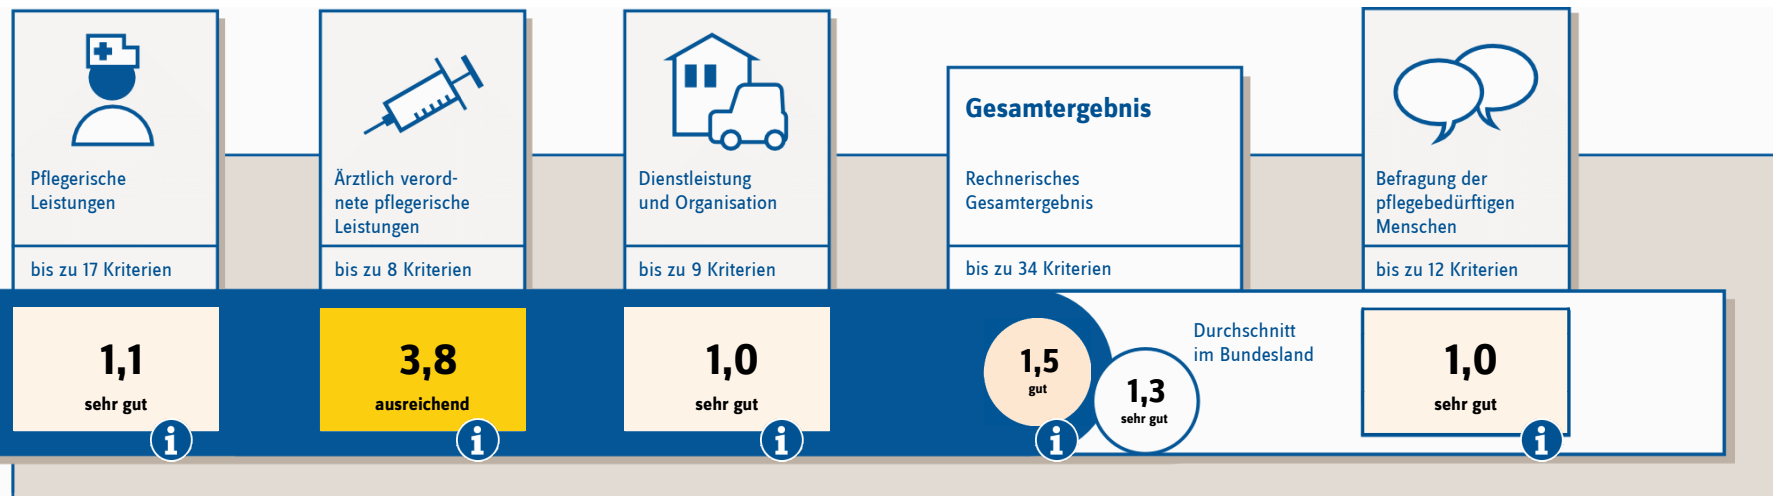 Pflegerische
Leistungen
bis zu 17 Kriterien
1,1
sehr gut
i
Ärztlich verord-
nete pflegerische
Leistungen
bis zu 8 Kriterien
3,8
ausreichend
i
Dienstleistung
und Organisation
bis zu 9 Kriterien
1,0
sehr gut
i
Gesamtergebnis
Rechnerisches
Gesamtergebnis
bis zu 34 Kriterien
1,5
gut
i
Durchschnitt
im Bundesland
1,3
sehr gut
Befragung der
pflegebedürftigen
Menschen
bis zu 12 Kriterien
1,0
sehr gut
i